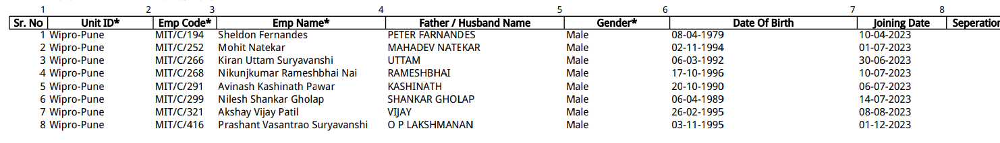 1 2 3 4 5 6 7 8
Sr. No Unit ID* Emp Code* Emp Name* Father / Husband Name Gender* Date Of Birth Joining Date
1 Wipro-Pune MIT/C/194 Sheldon Fernandes PETER FARNANDES Male 08-04-1979 10-04-2023
2 Wipro-Pune MIT/C/252 Mohit Natekar MAHADEV NATEKAR Male 02-11-1994 01-07-2023
3 Wipro-Pune MIT/C/266 Kiran Uttam Suryavanshi UTTAM Male 06-03-1992 30-06-2023
4 Wipro-Pune MIT/C/268 Nikunjkumar Rameshbhai Nai RAMESHBHAI Male 17-10-1996 10-07-2023
5 Wipro-Pune MIT/C/291 Avinash Kashinath Pawar KASHINATH Male 20-10-1990 06-07-2023
6 Wipro-Pune MIT/C/299 Nilesh Shankar Gholap SHANKAR GHOLAP Male 06-04-1989 14-07-2023
7 Wipro-Pune MIT/C/321 Akshay Vijay Patil VIJAY Male 26-02-1995 08-08-2023
8 Wipro-Pune MIT/C/416 Prashant Vasantrao Suryavanshi O P LAKSHMANAN Male 03-11-1995 01-12-2023